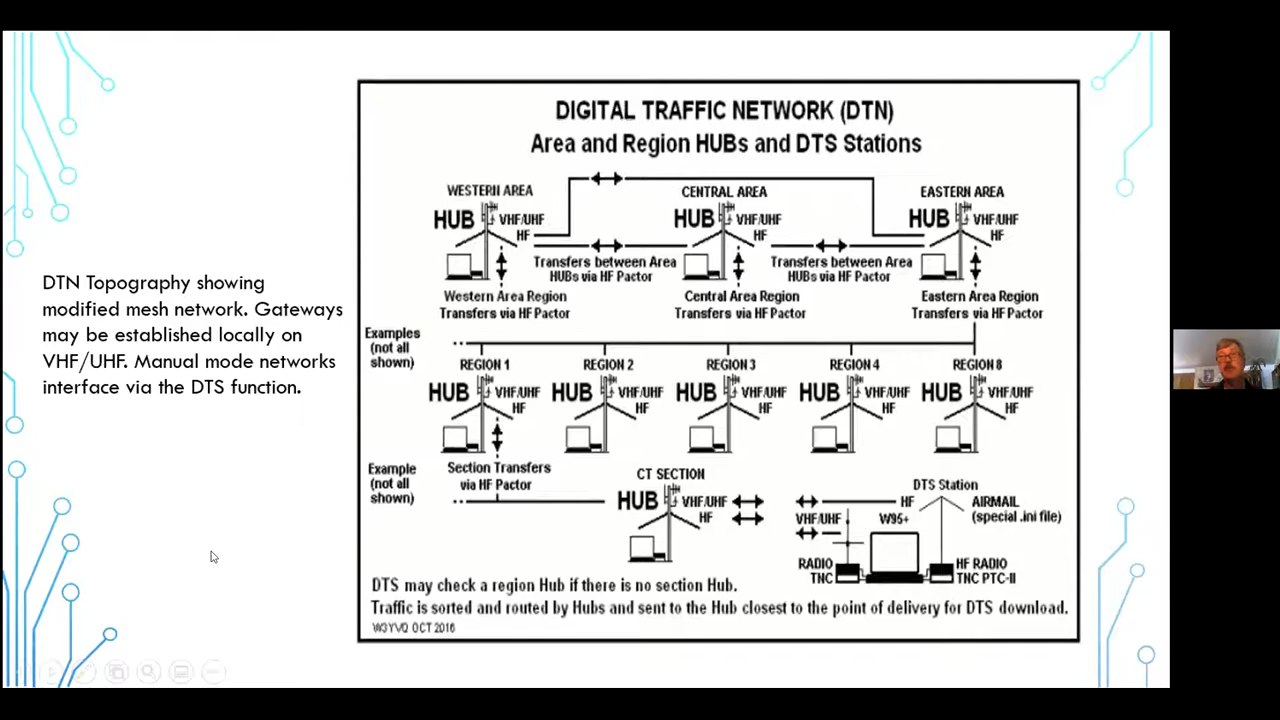 DTN Topography showing
modified mesh network. Gateways
may be established locally on
VHF/UHF. Manual mode networks
interface via the DTS function.
DIGITAL TRAFFIC NETWORK (DTN)
Area and Region HUBs and DTS Stations
WESTERN AREA
HUB
VHF/UHF
HF
CENTRAL AREA
HUB
VHF/UHF
HF
EASTERN AREA
HUB
VHF/UHF
HF
Transfers between Area
HUBs via HF Pactor
Transfers between Area
HUBs via HF Pactor
Western Area Region
Transfers via HF Pactor
Central Area Region
Transfers via HF Pactor
Eastern Area Region
Transfers via HF Pactor
Examples
(not all
shown)
REGION 1
HUB
VHF/UHF
HF
REGION 2
HUB
VHF/UHF
HF
REGION 3
HUB
VHF/UHF
HF
REGION 4
HUB
VHF/UHF
HF
REGION 8
HUB
VHF/UHF
HF
Example
(not all
shown)
Section Transfers
via HF Pactor
CT SECTION
HUB
VHF/UHF
HF
DTS Station
HF
AIRMAIL
(special .ini file)
VHF/UHF
W95+
RADIO
TNC
HF RADIO
TNC PTC-II
DTS may check a region Hub if there is no section Hub.
Traffic is sorted and routed by Hubs and sent to the Hub closest to the point of delivery for DTS download.
W3YVQ OCT 2016